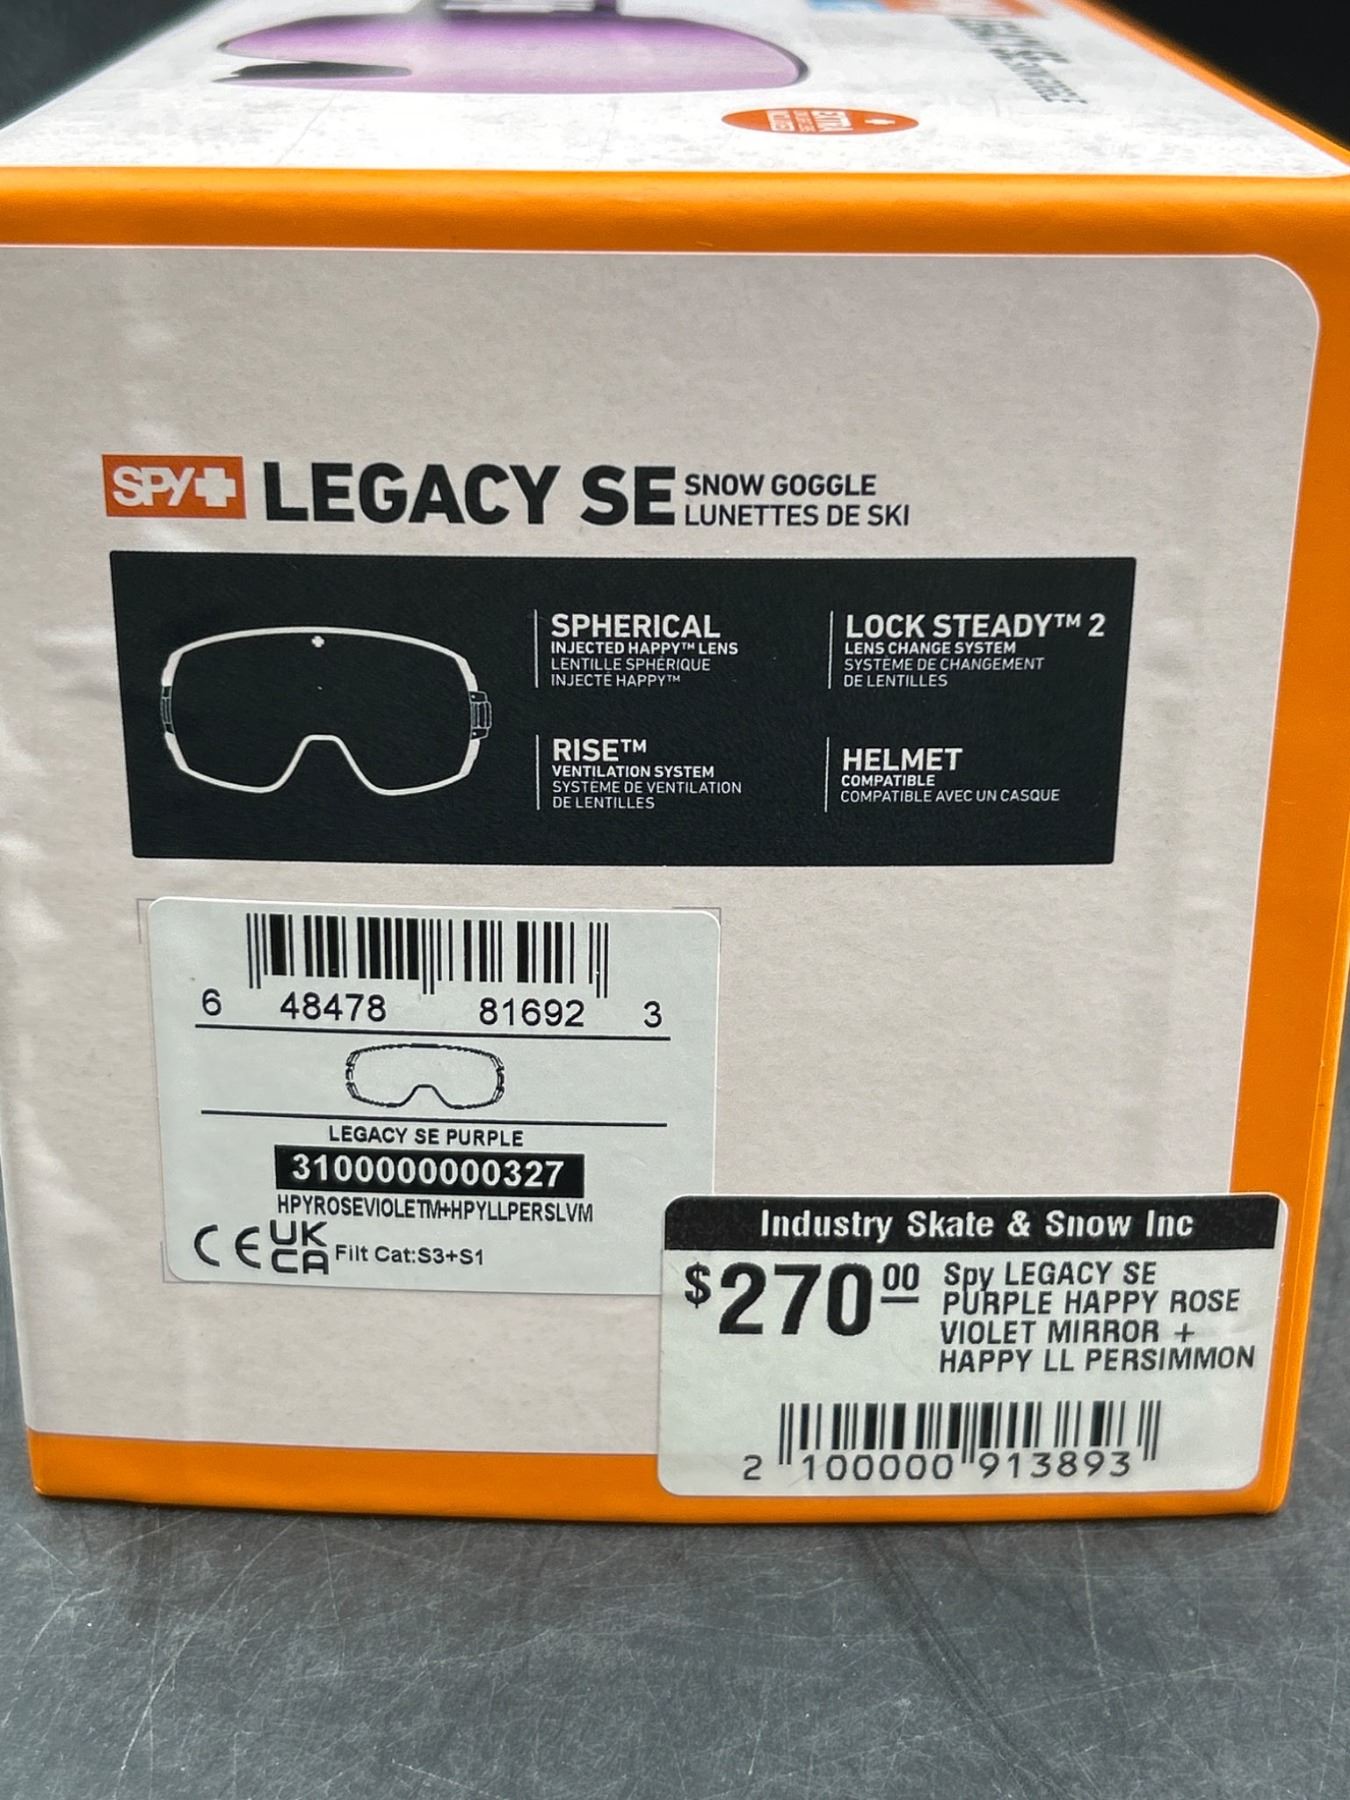 EXTRA
SPY+
LEGACY SE
SNOW GOGGLE
LUNETTES DE SKI
SPHERICAL
INJECTED HAPPY™ LENS
LENTILLE SPHÉRIQUE
INJECTÉ HAPPY™
LOCK STEADY™ 2
LENS CHANGE SYSTEM
SYSTÈME DE CHANGEMENT
DE LENTILLES
RISE™
VENTILATION SYSTEM
SYSTÈME DE VENTILATION
DE LENTILLES
HELMET
COMPATIBLE
COMPATIBLE AVEC UN CASQUE
6 48478 81692 3
LEGACY SE PURPLE
3100000000327
HPYROSEVIOLETM+HPYLLPERSLVM
CE UK CA Filt Cat:S3+S1
Industry Skate & Snow Inc
$270.00
Spy LEGACY SE
PURPLE HAPPY ROSE
VIOLET MIRROR +
HAPPY LL PERSIMMON
2 100000 913893